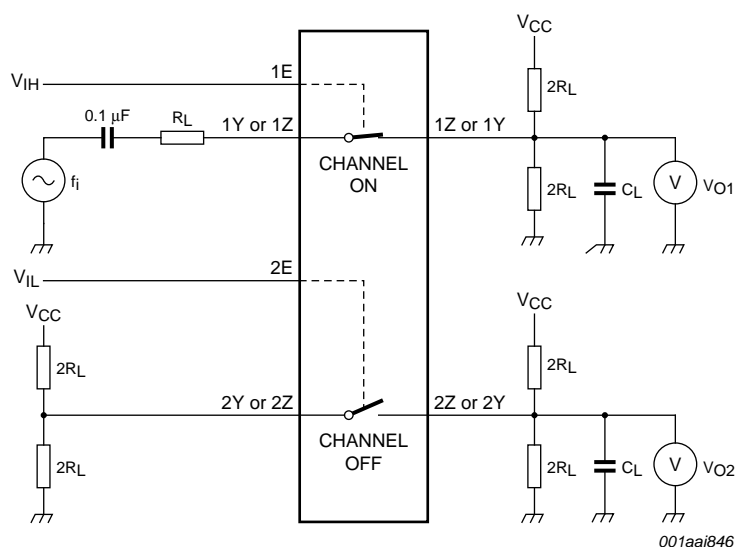 VCC
1E
VIH
2RL
0.1 μF
RL
1Y or 1Z
1Z or 1Y
fi
CHANNEL
ON
2RL
CL
V
VO1
2E
VIL
VCC
VCC
2RL
2RL
2Y or 2Z
2Z or 2Y
CHANNEL
OFF
2RL
2RL
CL
V
VO2
001aai846